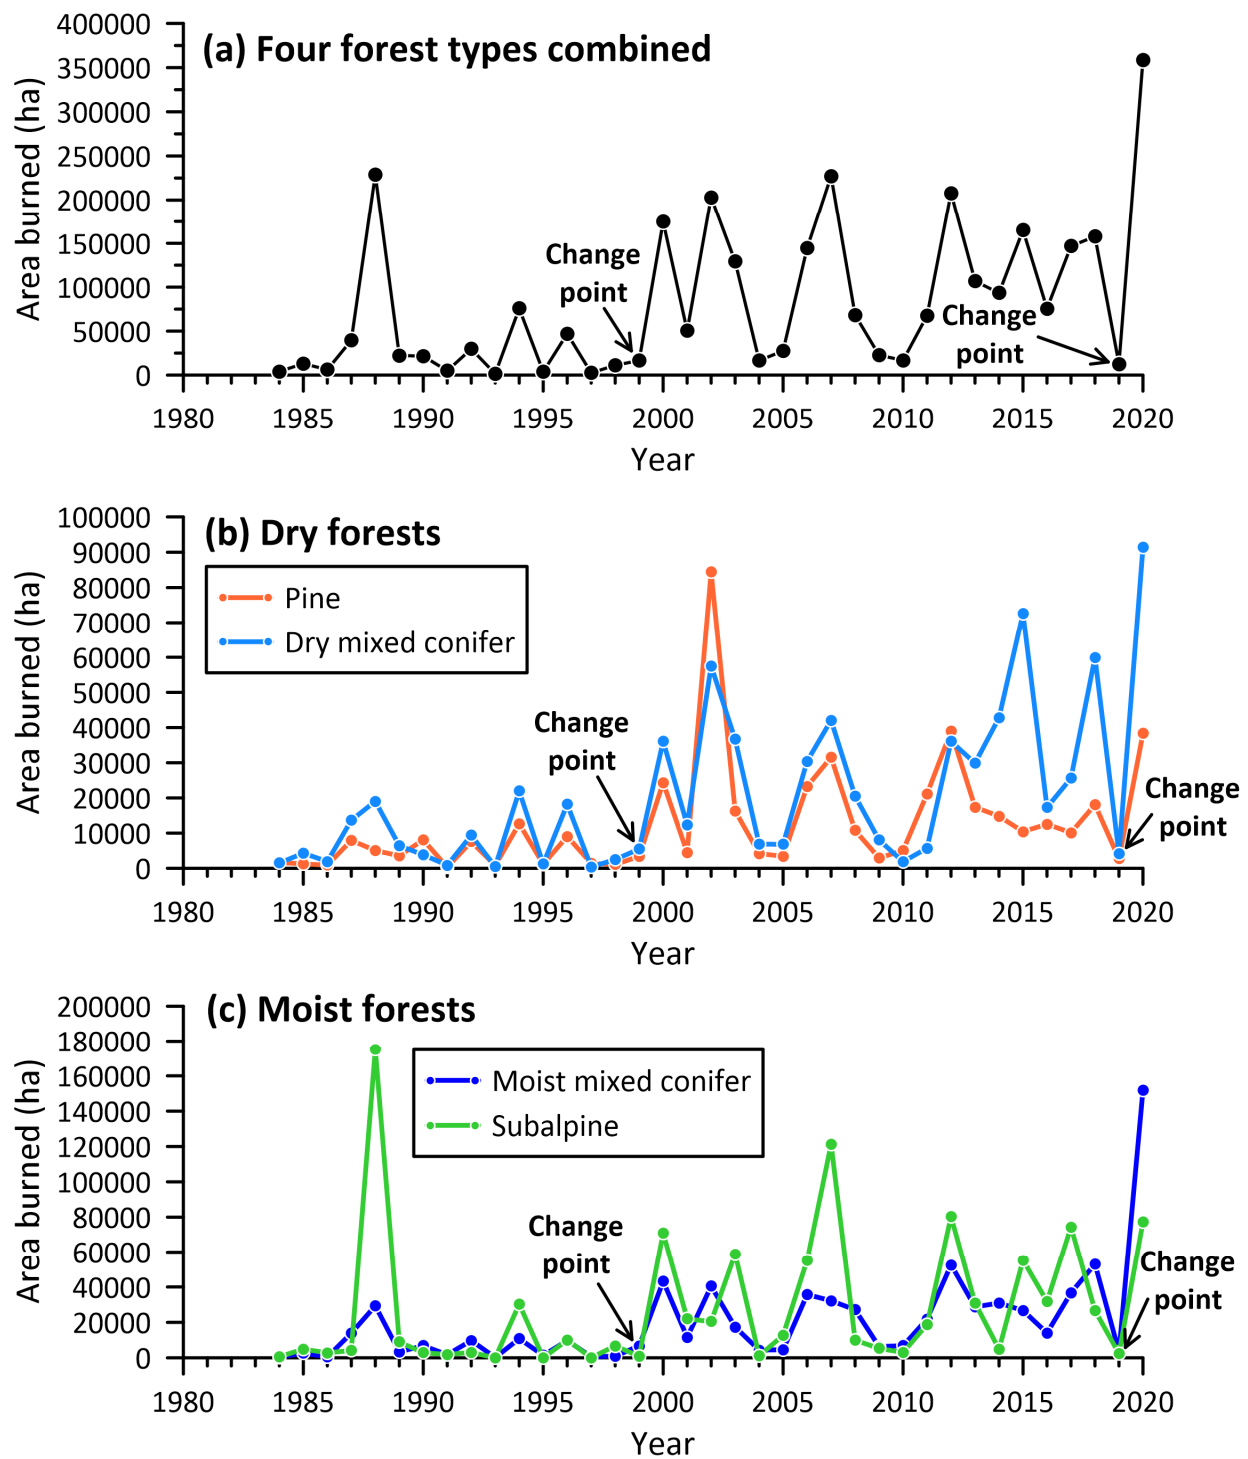 (a) Four forest types combined
Area burned (ha)
400000
350000
300000
250000
200000
150000
100000
50000
0
Change
point
Change
point
1980 1985 1990 1995 2000 2005 2010 2015 2020
Year
(b) Dry forests
Area burned (ha)
100000
90000
80000
70000
60000
50000
40000
30000
20000
10000
0
Pine
Dry mixed conifer
Change
point
Change
point
1980 1985 1990 1995 2000 2005 2010 2015 2020
Year
(c) Moist forests
Area burned (ha)
200000
180000
160000
140000
120000
100000
80000
60000
40000
20000
0
Moist mixed conifer
Subalpine
Change
point
Change
point
1980 1985 1990 1995 2000 2005 2010 2015 2020
Year